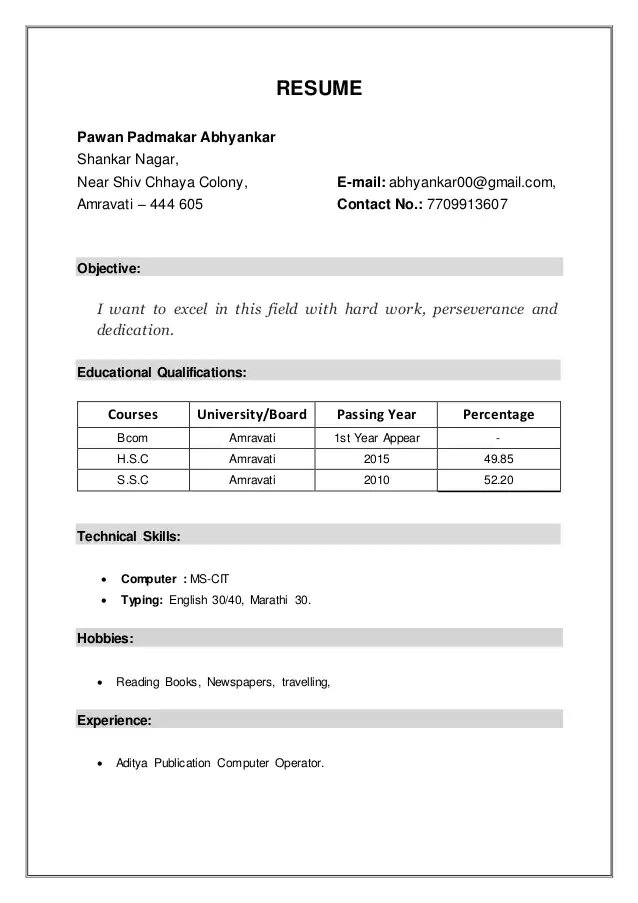 RESUME
Pawan Padmakar Abhyankar
Shankar Nagar,
Near Shiv Chhaya Colony, E-mail: abhyankar00@gmail.com,
Amravati – 444 605 Contact No.: 7709913607
Objective:
I want to excel in this field with hard work, perseverance and
dedication.
Educational Qualifications:
Courses University/Board Passing Year Percentage
Bcom Amravati 1st Year Appear -
H.S.C Amravati 2015 49.85
S.S.C Amravati 2010 52.20
Technical Skills:
• Computer : MS-CIT
• Typing: English 30/40, Marathi 30.
Hobbies:
• Reading Books, Newspapers, travelling,
Experience:
• Aditya Publication Computer Operator.